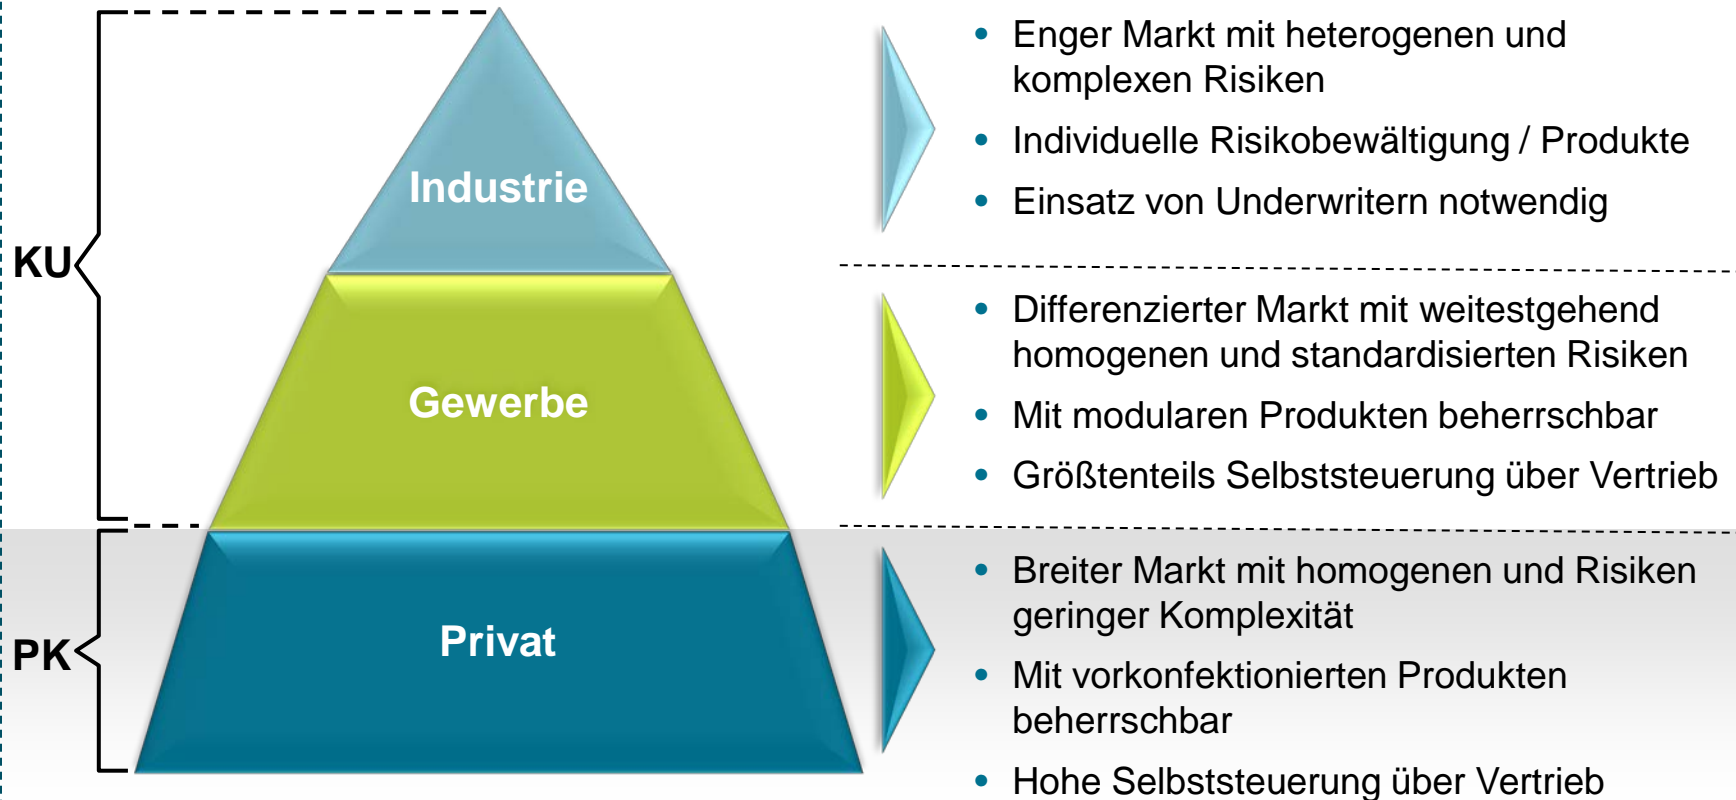 KU
PK
Industrie
Gewerbe
Privat
• Enger Markt mit heterogenen und
komplexen Risiken
• Individuelle Risikobewältigung / Produkte
• Einsatz von Underwritern notwendig
• Differenzierter Markt mit weitestgehend
homogenen und standardisierten Risiken
• Mit modularen Produkten beherrschbar
• Größtenteils Selbststeuerung über Vertrieb
• Breiter Markt mit homogenen und Risiken
geringer Komplexität
• Mit vorkonfektionierten Produkten
beherrschbar
• Hohe Selbststeuerung über Vertrieb